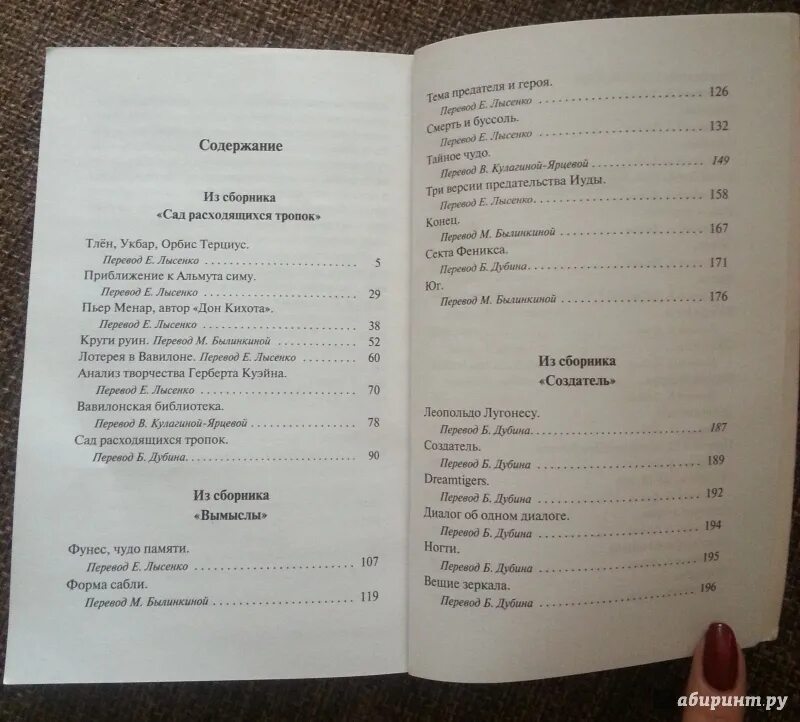 Содержание
Из сборника
«Сад расходящихся тропок»
Тлён, Укбар, Орбис Терциус.
Перевод Е. Лысенко 5
Приближение к Альмута симу.
Перевод Е. Лысенко 29
Пьер Менар, автор «Дон Кихота».
Перевод Е. Лысенко 38
Круги руин. Перевод М. Былинкиной 52
Лотерея в Вавилоне. Перевод Е. Лысенко 60
Анализ творчества Герберта Куэйна.
Перевод Е. Лысенко 70
Вавилонская библиотека.
Перевод В. Кулагиной-Ярцевой 78
Сад расходящихся тропок.
Перевод Б. Дубина. 90
Из сборника
«Вымыслы»
Фунес, чудо памяти.
Перевод Е. Лысенко 107
Форма сабли.
Перевод М. Былинкиной 119
Тема предателя и героя.
Перевод Е. Лысенко 126
Смерть и буссоль.
Перевод Е. Лысенко 132
Тайное чудо.
Перевод В. Кулагиной-Ярцевой 149
Три версии предательства Иуды.
Перевод Е. Лысенко. 158
Конец.
Перевод М. Былинкиной 167
Секта Феникса.
Перевод Б. Дубина 171
Юг.
Перевод М. Былинкиной 176
Из сборника
«Создатель»
Леопольдо Лугонесу.
Перевод Б. Дубина. 187
Создатель.
Перевод Б. Дубина 189
Dreamtigers.
Перевод Б. Дубина 192
Диалог об одном диалоге.
Перевод Б. Дубина 194
Ногти.
Перевод Б. Дубина 195
Вещие зеркала.
Перевод Б. Дубина 196
абиринт.ру